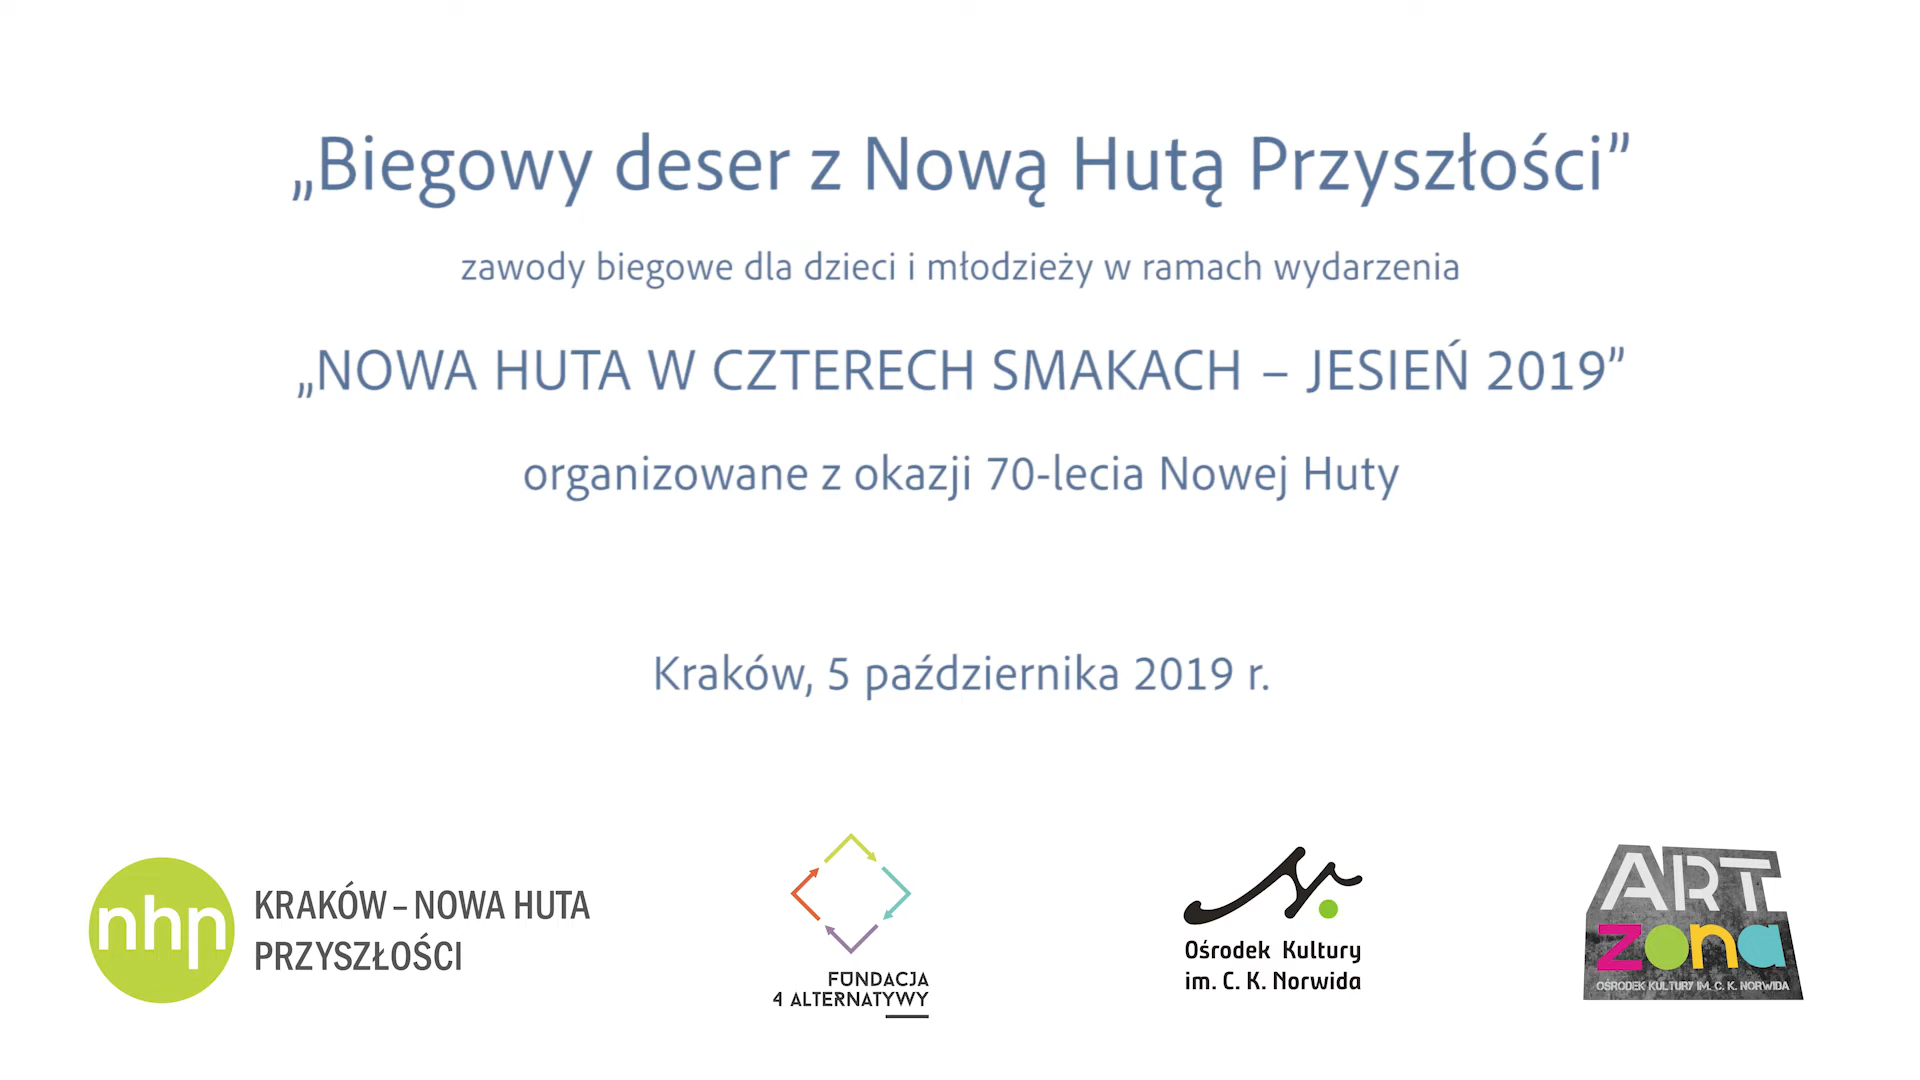 „Biegowy deser z Nową Hutą Przyszłości”
zawody biegowe dla dzieci i młodzieży w ramach wydarzenia
„NOWA HUTA W CZTERECH SMAKACH – JESIEŃ 2019”
organizowane z okazji 70-lecia Nowej Huty
Kraków, 5 października 2019 r.
nhp
KRAKÓW – NOWA HUTA
PRZYSZŁOŚCI
FUNDACJA
4 ALTERNATYWY
Ośrodek Kultury
im. C. K. Norwida
ART
zona
OŚRODEK KULTURY IM. C. K. NORWIDA